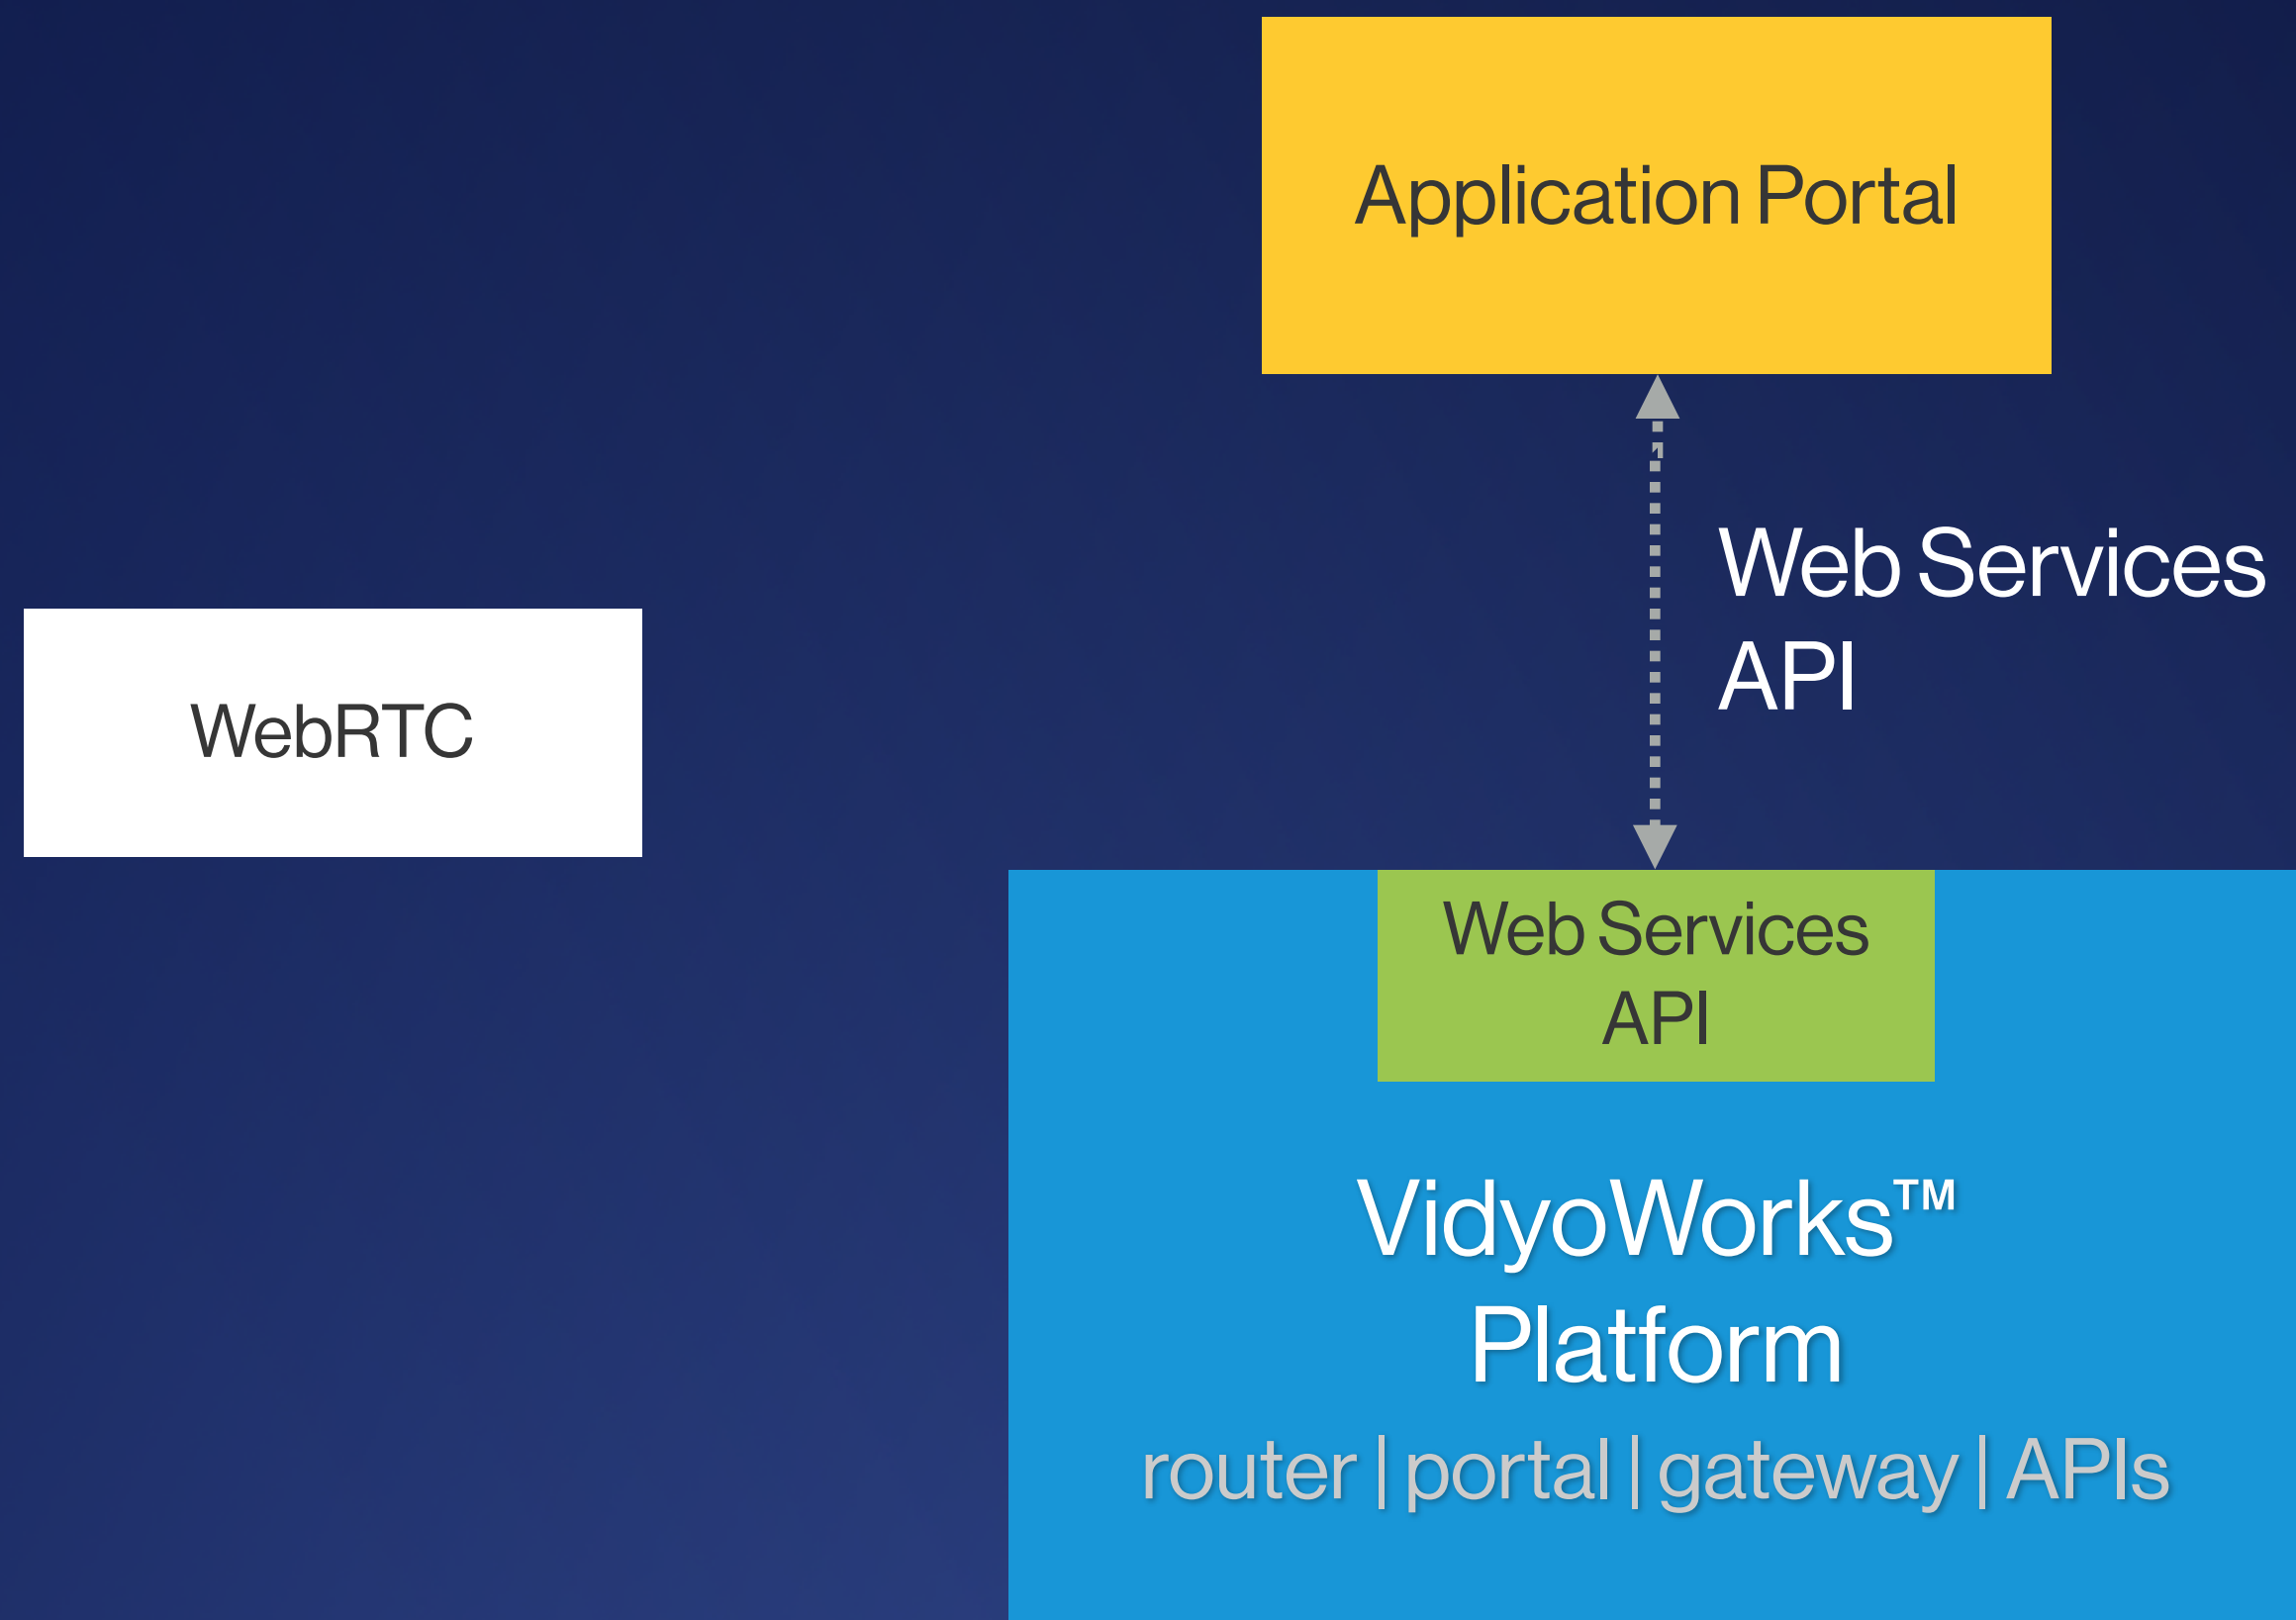 Application Portal
Web Services
API
WebRTC
Web Services
API
VidyoWorks™
Platform
router | portal | gateway | APIs